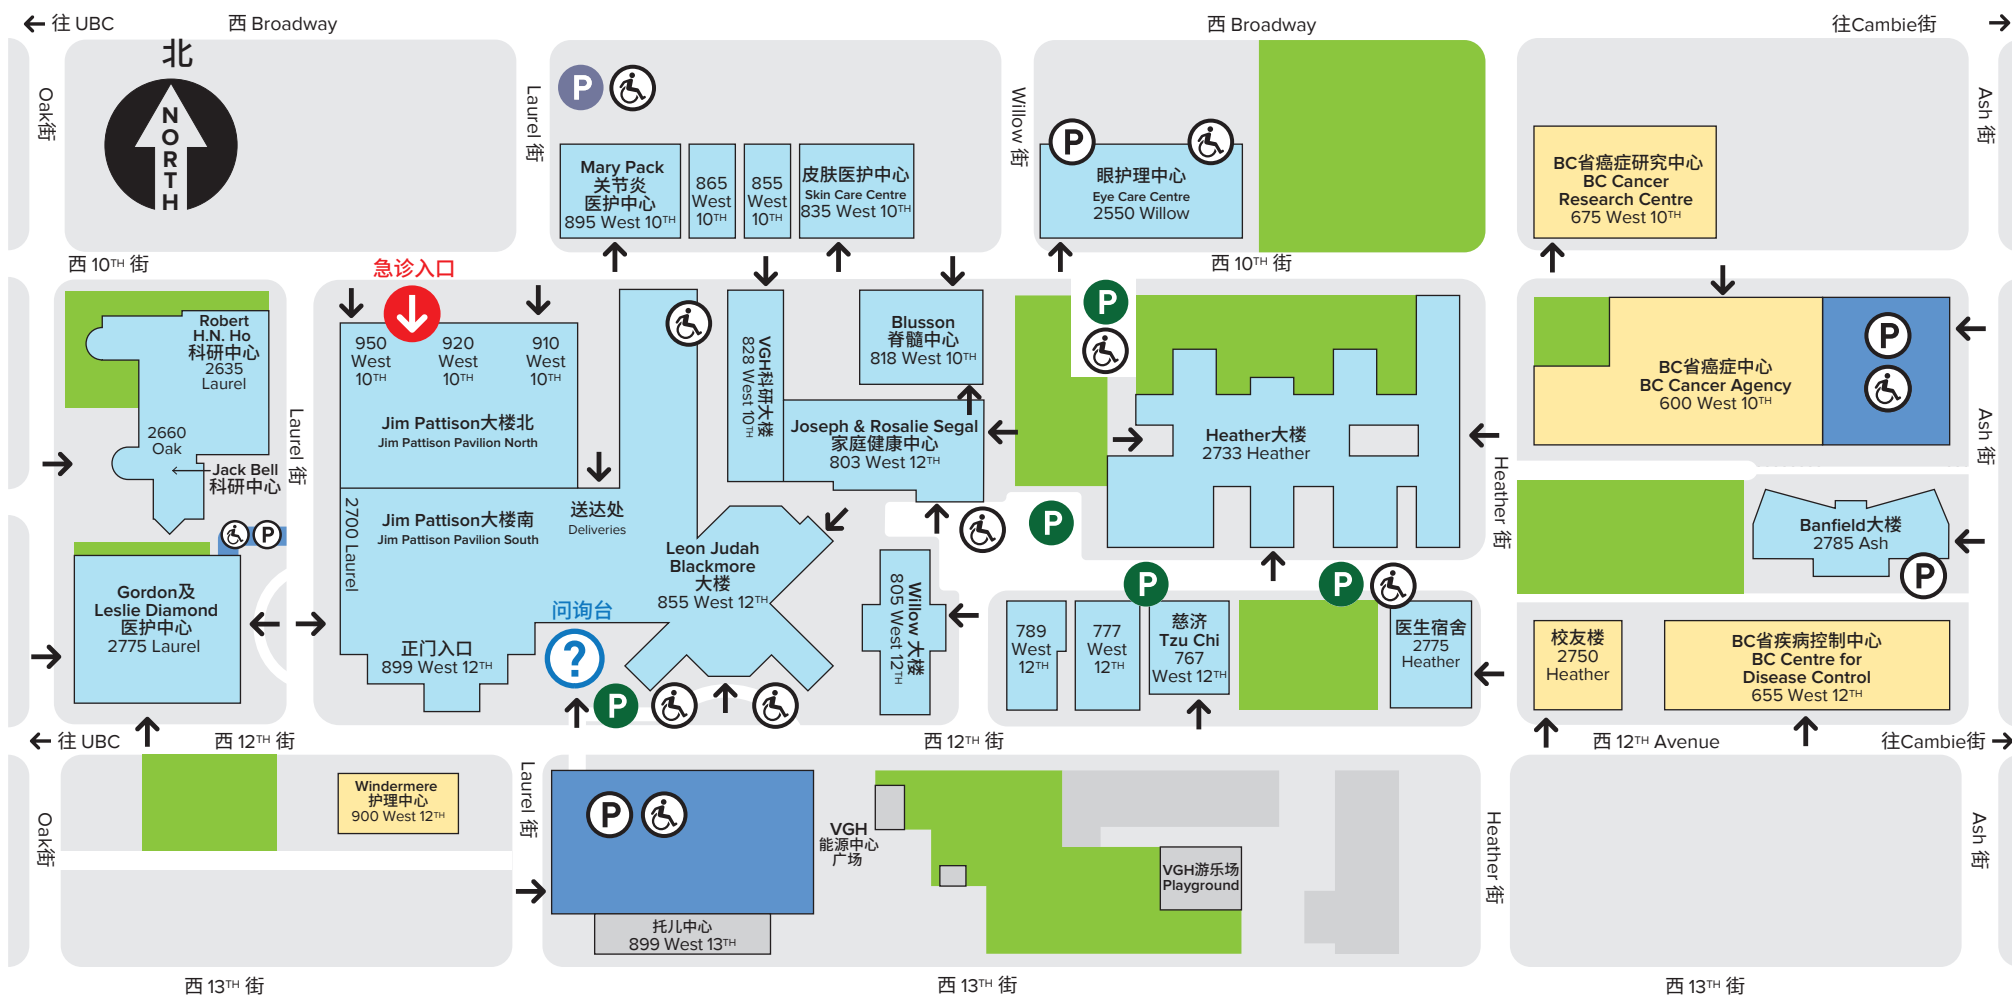 往 UBC
西 Broadway
西 Broadway
往Cambie街
北
NORTH
Oak街
Laurel 街
P
Willow 街
P
Ash 街
Mary Pack
关节炎
医护中心
895 West 10TH
865
West
10TH
855
West
10TH
皮肤医护中心
Skin Care Centre
835 West 10TH
眼护理中心
Eye Care Centre
2550 Willow
BC省癌症研究中心
BC Cancer
Research Centre
675 West 10TH
西 10TH 街
急诊入口
西 10TH 街
Robert
H.N. Ho
科研中心
2635
Laurel
2660
Oak
Jack Bell
科研中心
Laurel 街
950
West
10TH
920
West
10TH
910
West
10TH
Jim Pattison大楼北
Jim Pattison Pavilion North
VGH科研大楼
828 West 10TH
Blusson
脊髓中心
818 West 10TH
P
Joseph & Rosalie Segal
家庭健康中心
803 West 12TH
Heather大楼
2733 Heather
Heather 街
BC省癌症中心
BC Cancer Agency
600 West 10TH
P
Ash 街
2700 Laurel
Jim Pattison大楼南
Jim Pattison Pavilion South
送达处
Deliveries
P
P
Leon Judah
Blackmore
大楼
855 West 12TH
Banfield大楼
2785 Ash
P
Gordon及
Leslie Diamond
医护中心
2775 Laurel
问询台
?
正门入口
899 West 12TH
P
Willow 大楼
805 West 12TH
P
P
789
West
12TH
777
West
12TH
慈济
Tzu Chi
767
West 12TH
医生宿舍
2775
Heather
校友楼
2750
Heather
BC省疾病控制中心
BC Centre for
Disease Control
655 West 12TH
往 UBC
西 12TH 街
西 12TH 街
西 12TH Avenue
往Cambie街
Oak街
Windermere
护理中心
900 West 12TH
Laurel 街
P
VGH
能源中心
广场
VGH游乐场
Playground
Heather 街
Ash 街
托儿中心
899 West 13TH
西 13TH 街
西 13TH 街
西 13TH 街